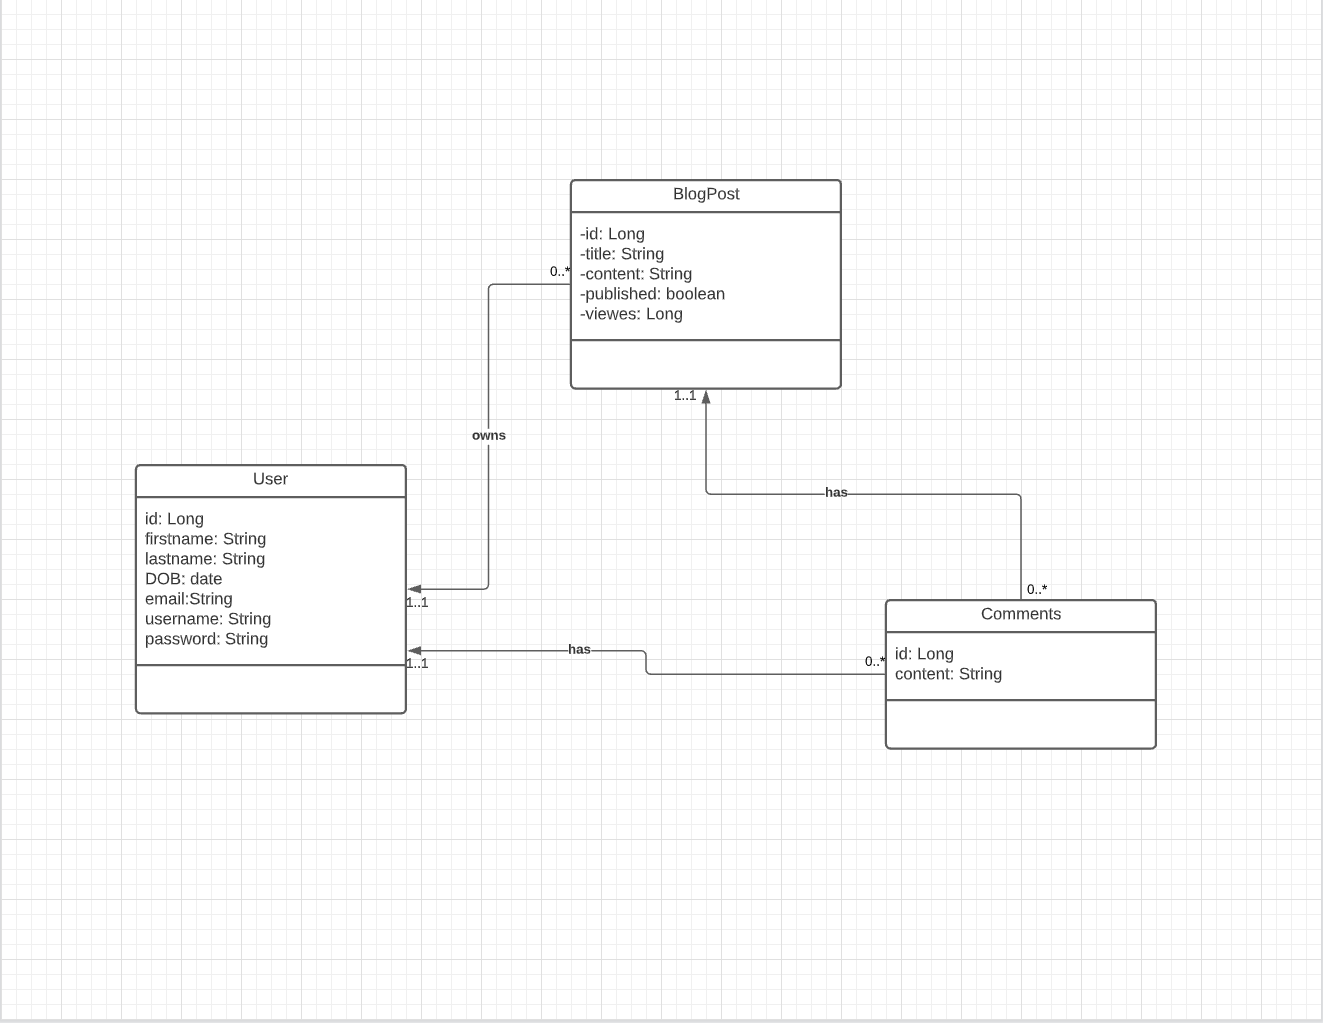 BlogPost
-id: Long
-title: String
-content: String
-published: boolean
-viewes: Long
0..*
1..1
owns
User
id: Long
firstname: String
lastname: String
DOB: date
email:String
username: String
password: String
1..1
1..1
has
has
0..*
0..*
Comments
id: Long
content: String